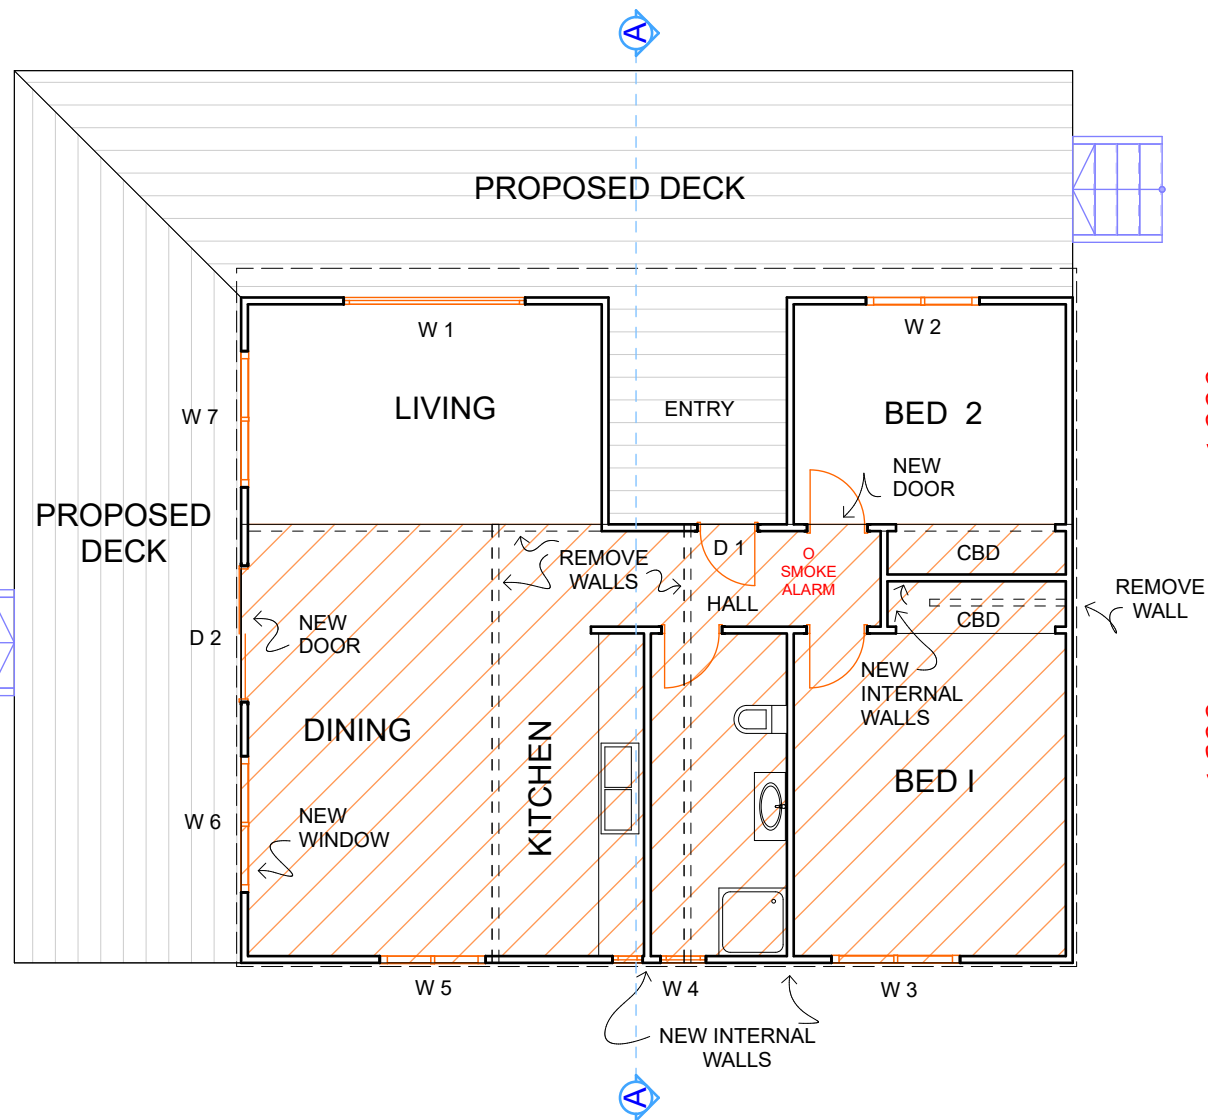 A
PROPOSED DECK
W 1
W 2
LIVING
ENTRY
BED 2
W 7
NEW
DOOR
PROPOSED
DECK
REMOVE
WALLS
D 1
O
SMOKE
ALARM
CBD
HALL
CBD
REMOVE
WALL
D 2
NEW
DOOR
NEW
INTERNAL
WALLS
DINING
KITCHEN
BED I
W 6
NEW
WINDOW
W 5
W 4
W 3
NEW INTERNAL
WALLS
A